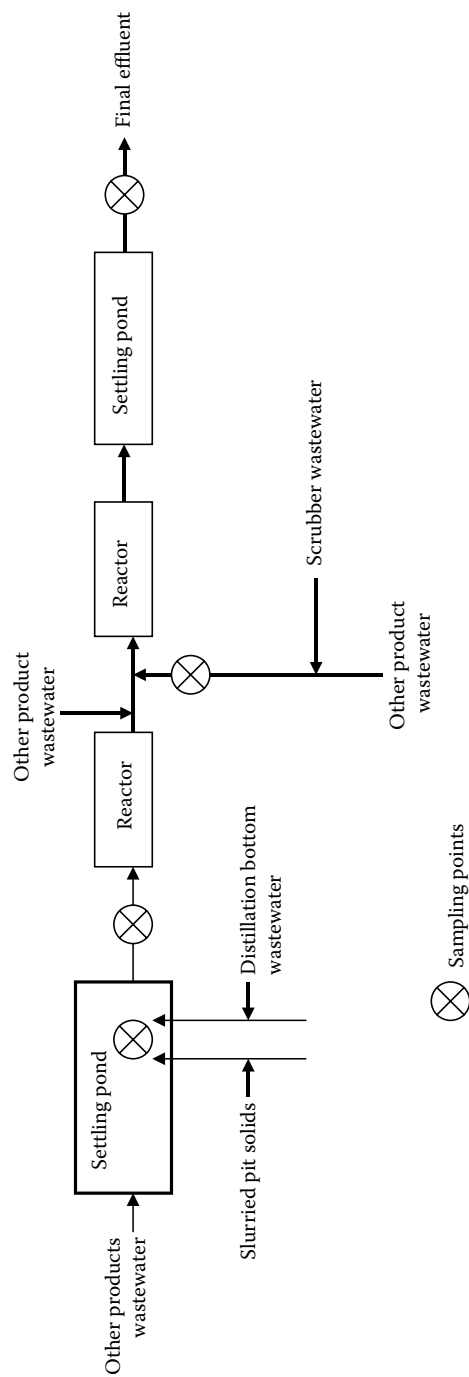 Other products
wastewater
Settling pond
Slurried pit solids
Distillation bottom
wastewater
Reactor
Other product
wastewater
Reactor
Other product
wastewater
Scrubber wastewater
Settling pond
Final effluent
Sampling points